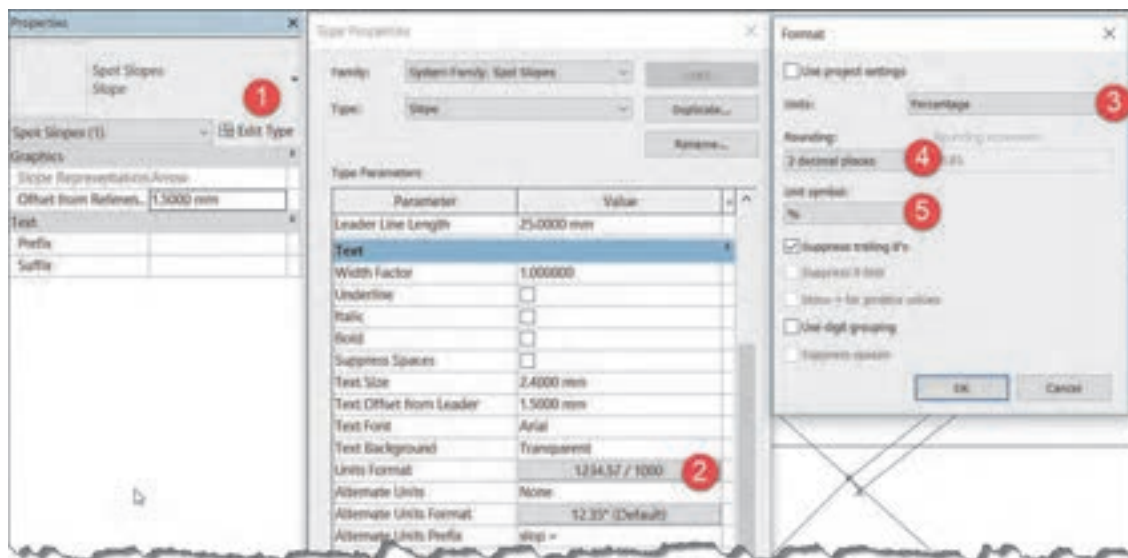 Properties
Spot Slopes
Slope
1
Spot Slopes (1)
Edit Type
Graphics
Slope Representation Arrow
Offset from Referen... 1.5000 mm
Text
Prefix
Suffix
Type Properties
Family: System Family: Spot Slopes
Type: Slope
Duplicate...
Rename...
Type Parameters
Parameter Value
Leader Line Length 25.0000 mm
Text
Width Factor 1.000000
Underline
Italic
Bold
Suppress Spaces
Text Size 2.4000 mm
Text Offset from Leader 1.5000 mm
Text Font Arial
Text Background Transparent
Units Format 1234.57 / 1000 2
Alternate Units None
Alternate Units Format 12.35° (Default)
Alternate Units Prefix slop =
Format
Use project settings
Units: Percentage 3
Rounding: Rounding increment:
2 decimal places 4
Unit symbol:
% 5
Suppress trailing 0's
Suppress 0 feet
Show + for positive values
Use digit grouping
Suppress spaces
OK Cancel